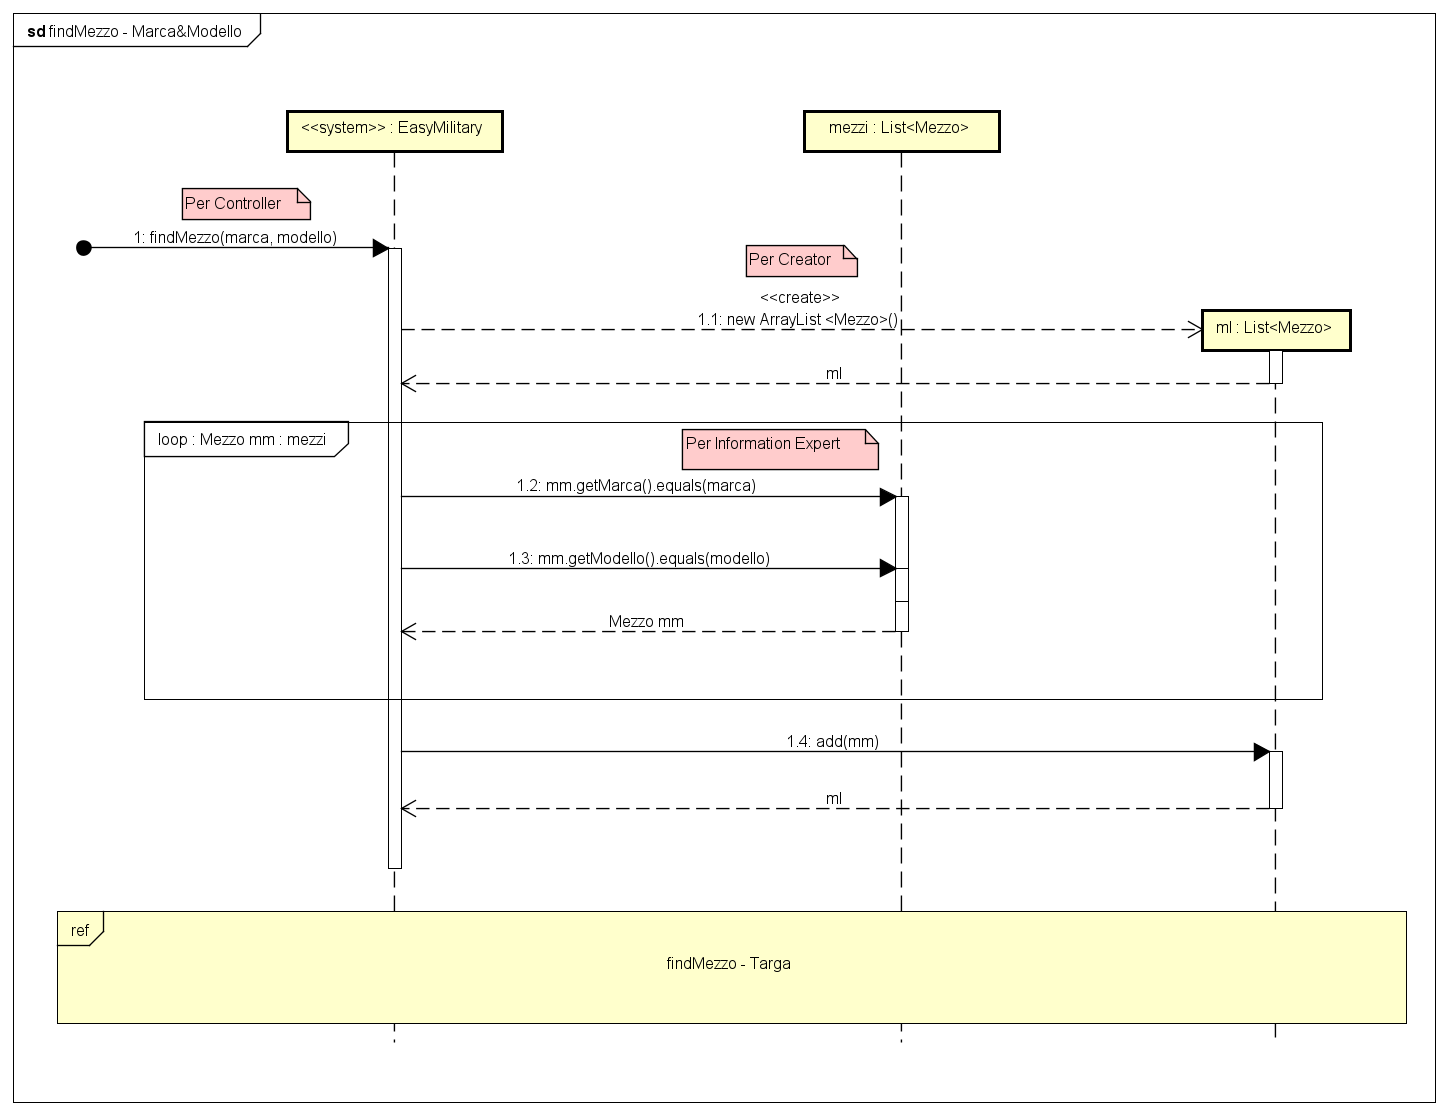 sd findMezzo - Marca&Modello
<<system>> : EasyMilitary
mezzi : List<Mezzo>
Per Controller
1: findMezzo(marca, modello)
Per Creator
<<create>>
1.1: new ArrayList <Mezzo>()
ml : List<Mezzo>
ml
loop : Mezzo mm : mezzi
Per Information Expert
1.2: mm.getMarca().equals(marca)
1.3: mm.getModello().equals(modello)
Mezzo mm
1.4: add(mm)
ml
ref
findMezzo - Targa